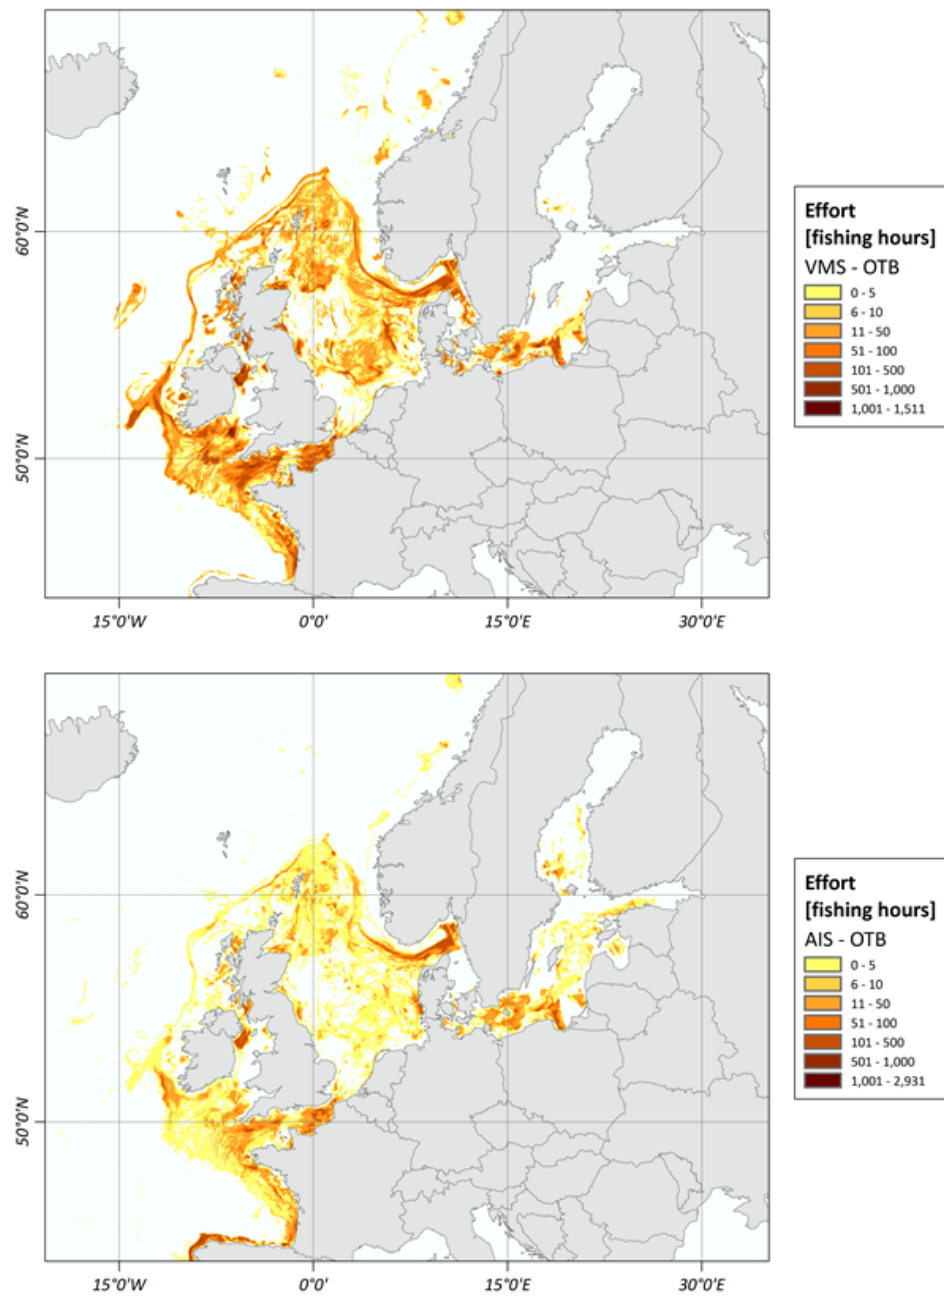 60°0'N
50°0'N
15°0'W
0°0'
15°0'E
30°0'E
Effort
[fishing hours]
VMS - OTB
0 - 5
6 - 10
11 - 50
51 - 100
101 - 500
501 - 1,000
1,001 - 1,511
60°0'N
50°0'N
15°0'W
0°0'
15°0'E
30°0'E
Effort
[fishing hours]
AIS - OTB
0 - 5
6 - 10
11 - 50
51 - 100
101 - 500
501 - 1,000
1,001 - 2,931